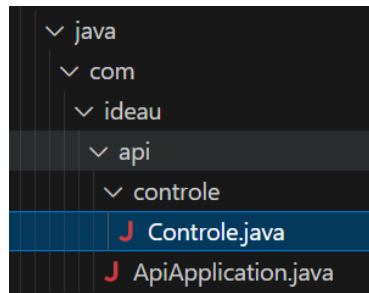 java
com
ideau
api
controle
J Controle.java
J ApiApplication.java